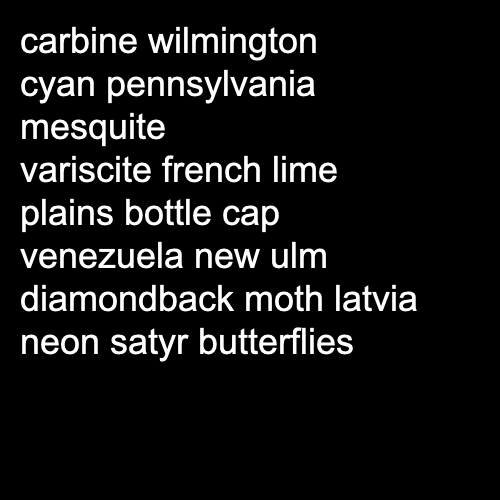 carbine wilmington
cyan pennsylvania
mesquite
variscite french lime
plains bottle cap
venezuela new ulm
diamondback moth latvia
neon satyr butterflies